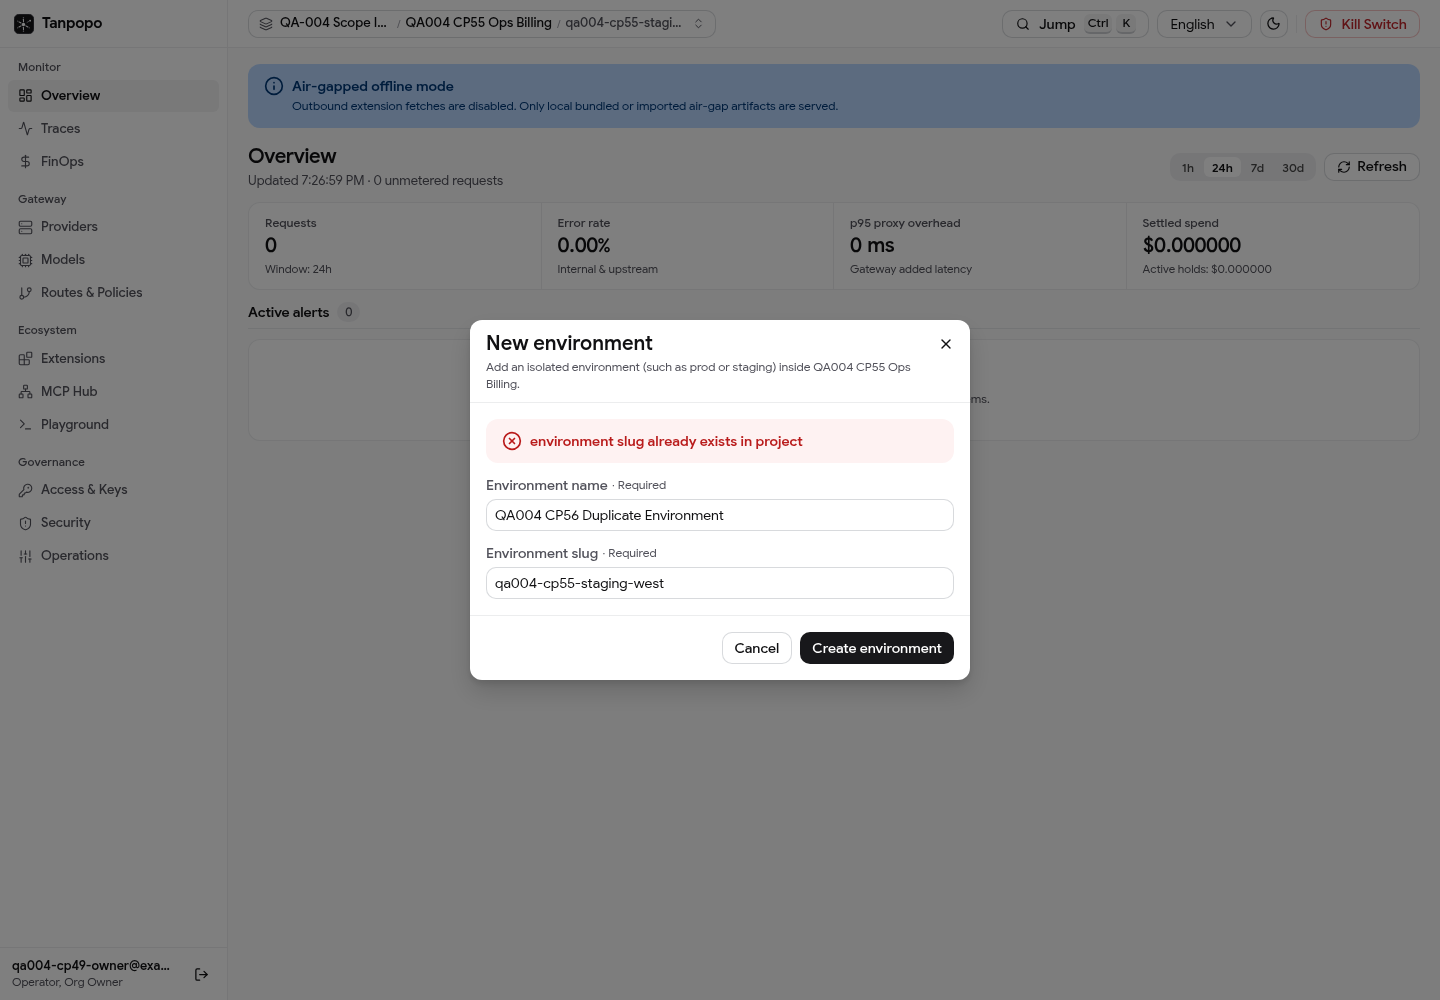 Tanpopo
QA-004 Scope I... / QA004 CP55 Ops Billing / qa004-cp55-stagi...
Jump Ctrl K
English
Kill Switch
Monitor
Overview
Traces
FinOps
Gateway
Providers
Models
Routes & Policies
Ecosystem
Extensions
MCP Hub
Playground
Governance
Access & Keys
Security
Operations
qa004-cp49-owner@exa...
Operator, Org Owner
Air-gapped offline mode
Outbound extension fetches are disabled. Only local bundled or imported air-gap artifacts are served.
Overview
Updated 7:26:59 PM · 0 unmetered requests
1h 24h 7d 30d
Refresh
Requests
0
Window: 24h
Error rate
0.00%
Internal & upstream
p95 proxy overhead
0 ms
Gateway added latency
Settled spend
$0.000000
Active holds: $0.000000
Active alerts 0
ms.
New environment
Add an isolated environment (such as prod or staging) inside QA004 CP55 Ops
Billing.
environment slug already exists in project
Environment name · Required
QA004 CP56 Duplicate Environment
Environment slug · Required
qa004-cp55-staging-west
Cancel
Create environment